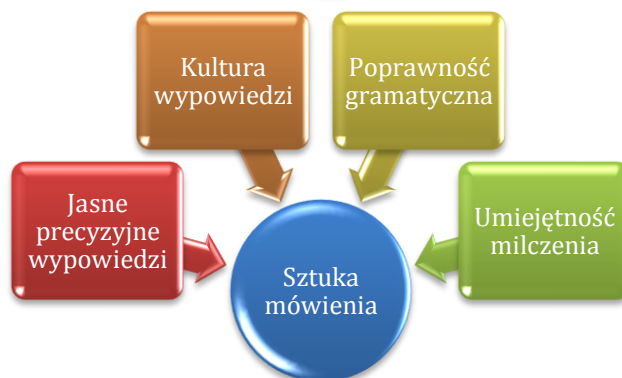 Kultura
wypowiedzi
Poprawność
gramatyczna
Jasne
precyzyjne
wypowiedzi
Umiejętność
milczenia
Sztuka
mówienia